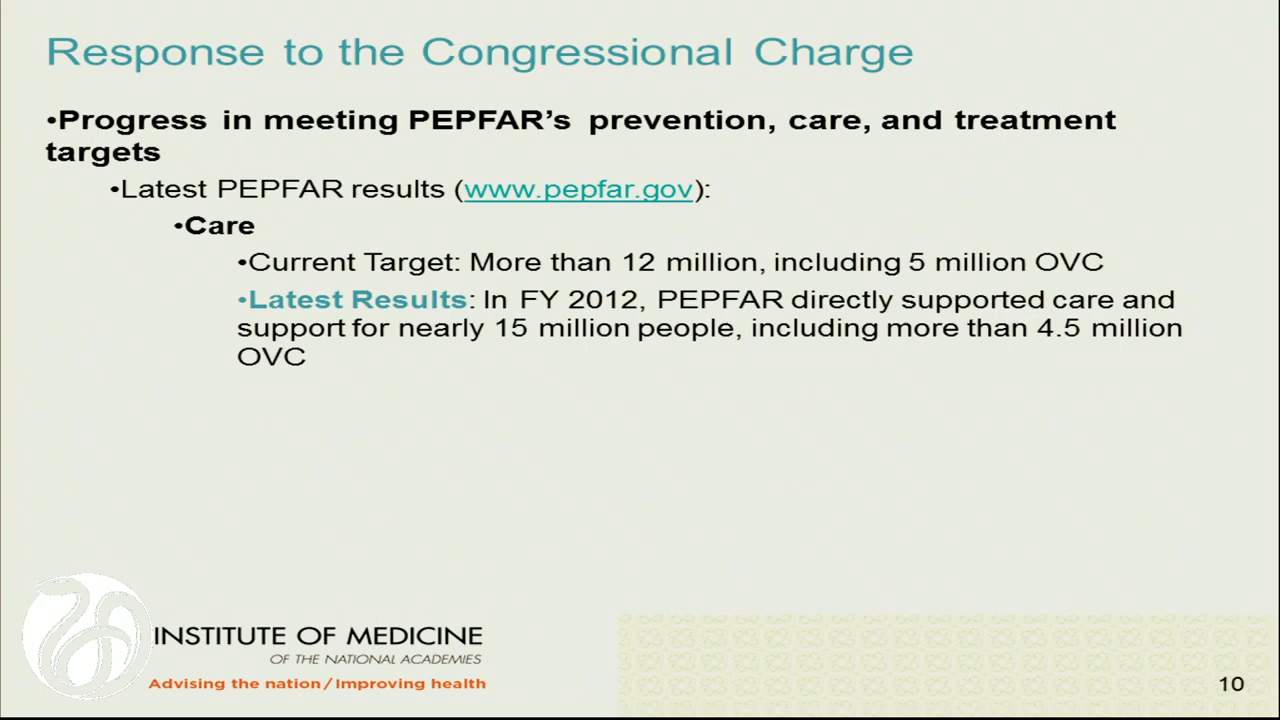 Response to the Congressional Charge
•Progress in meeting PEPFAR’s prevention, care, and treatment
targets
•Latest PEPFAR results (www.pepfar.gov):
•Care
•Current Target: More than 12 million, including 5 million OVC
•Latest Results: In FY 2012, PEPFAR directly supported care and
support for nearly 15 million people, including more than 4.5 million
OVC
INSTITUTE OF MEDICINE
OF THE NATIONAL ACADEMIES
Advising the nation / Improving health
10